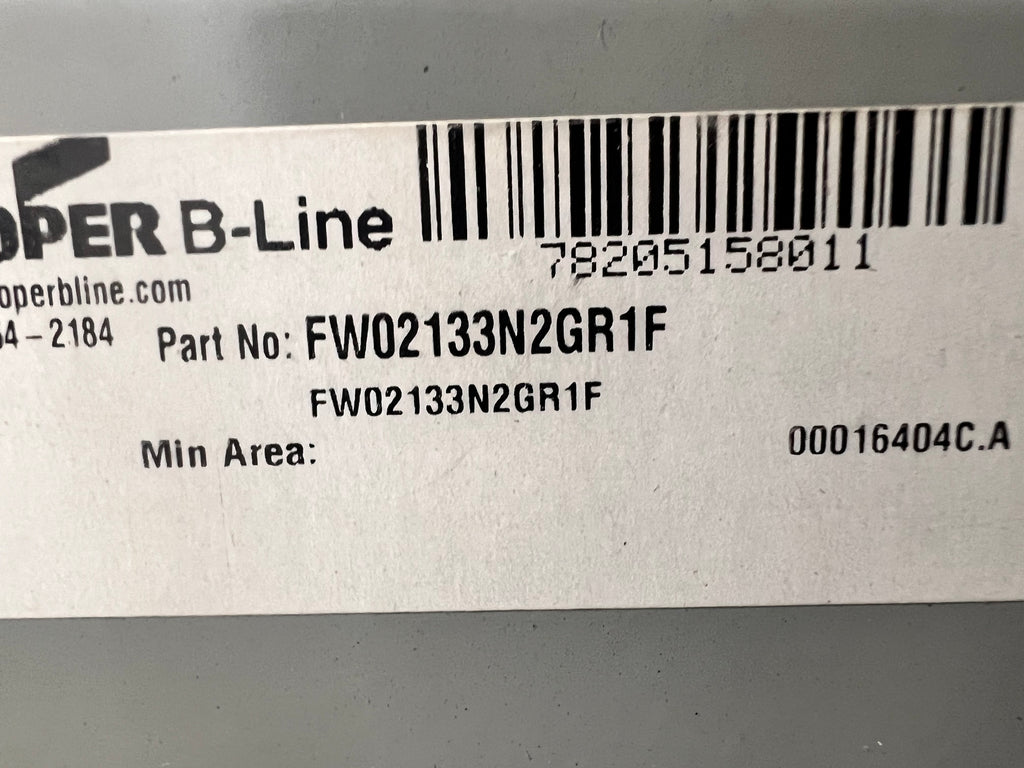 OPER B-Line
78205158011
operbline.com
54-2184
Part No: FW02133N2GR1F
FW02133N2GR1F
Min Area:
00016404C.A